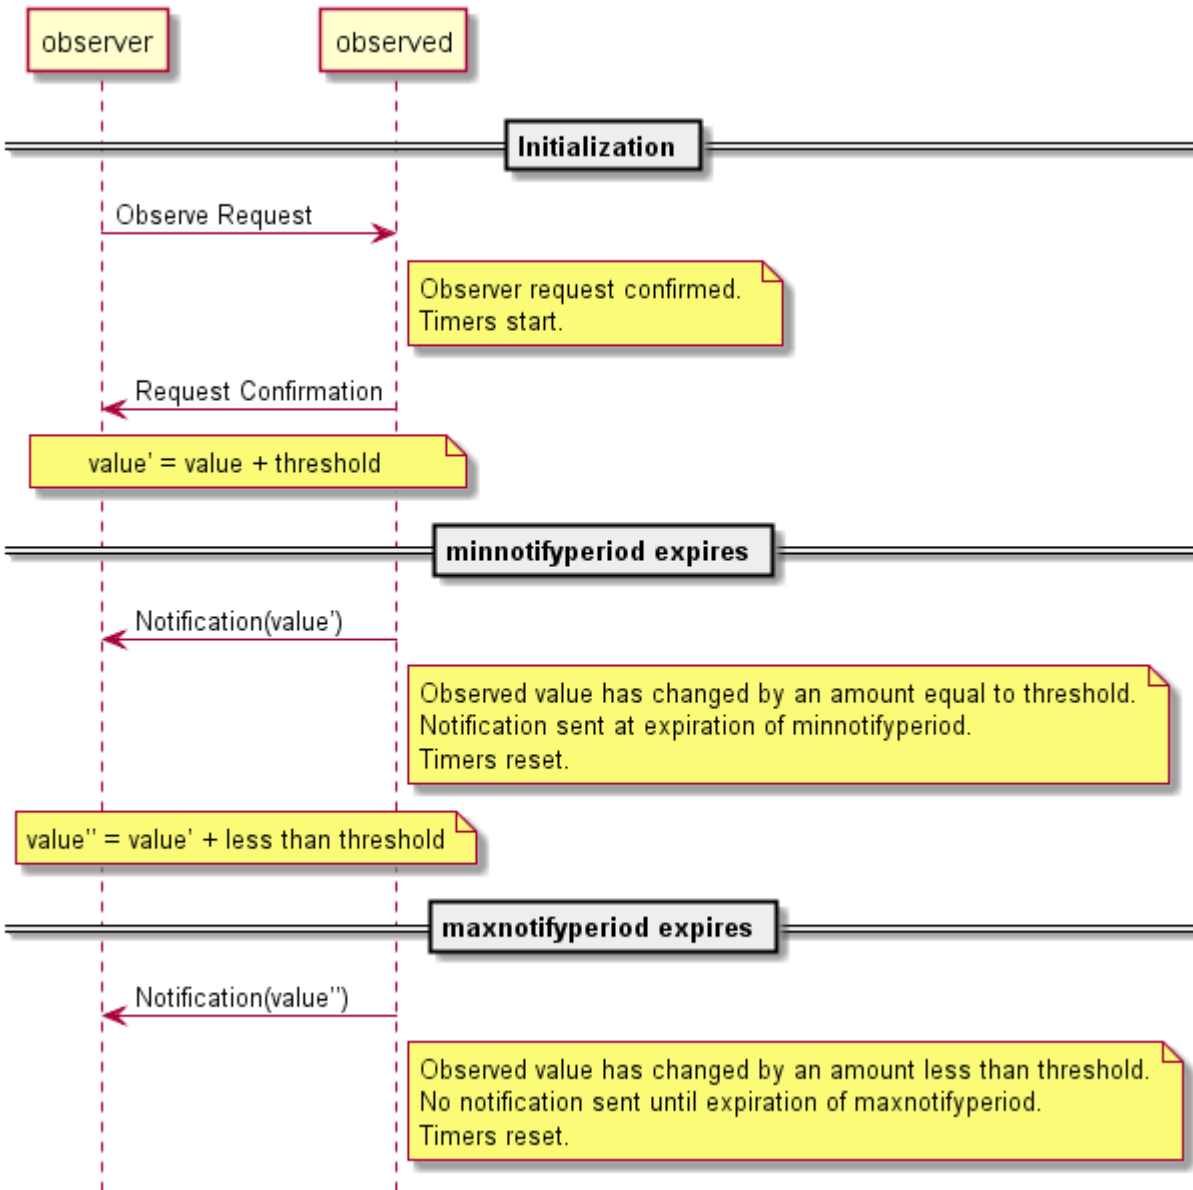 observer
observed
Initialization
Observe Request
Observer request confirmed.
Timers start.
Request Confirmation
value' = value + threshold
minnotifyperiod expires
Notification(value')
Observed value has changed by an amount equal to threshold.
Notification sent at expiration of minnotifyperiod.
Timers reset.
value'' = value' + less than threshold
maxnotifyperiod expires
Notification(value'')
Observed value has changed by an amount less than threshold.
No notification sent until expiration of maxnotifyperiod.
Timers reset.